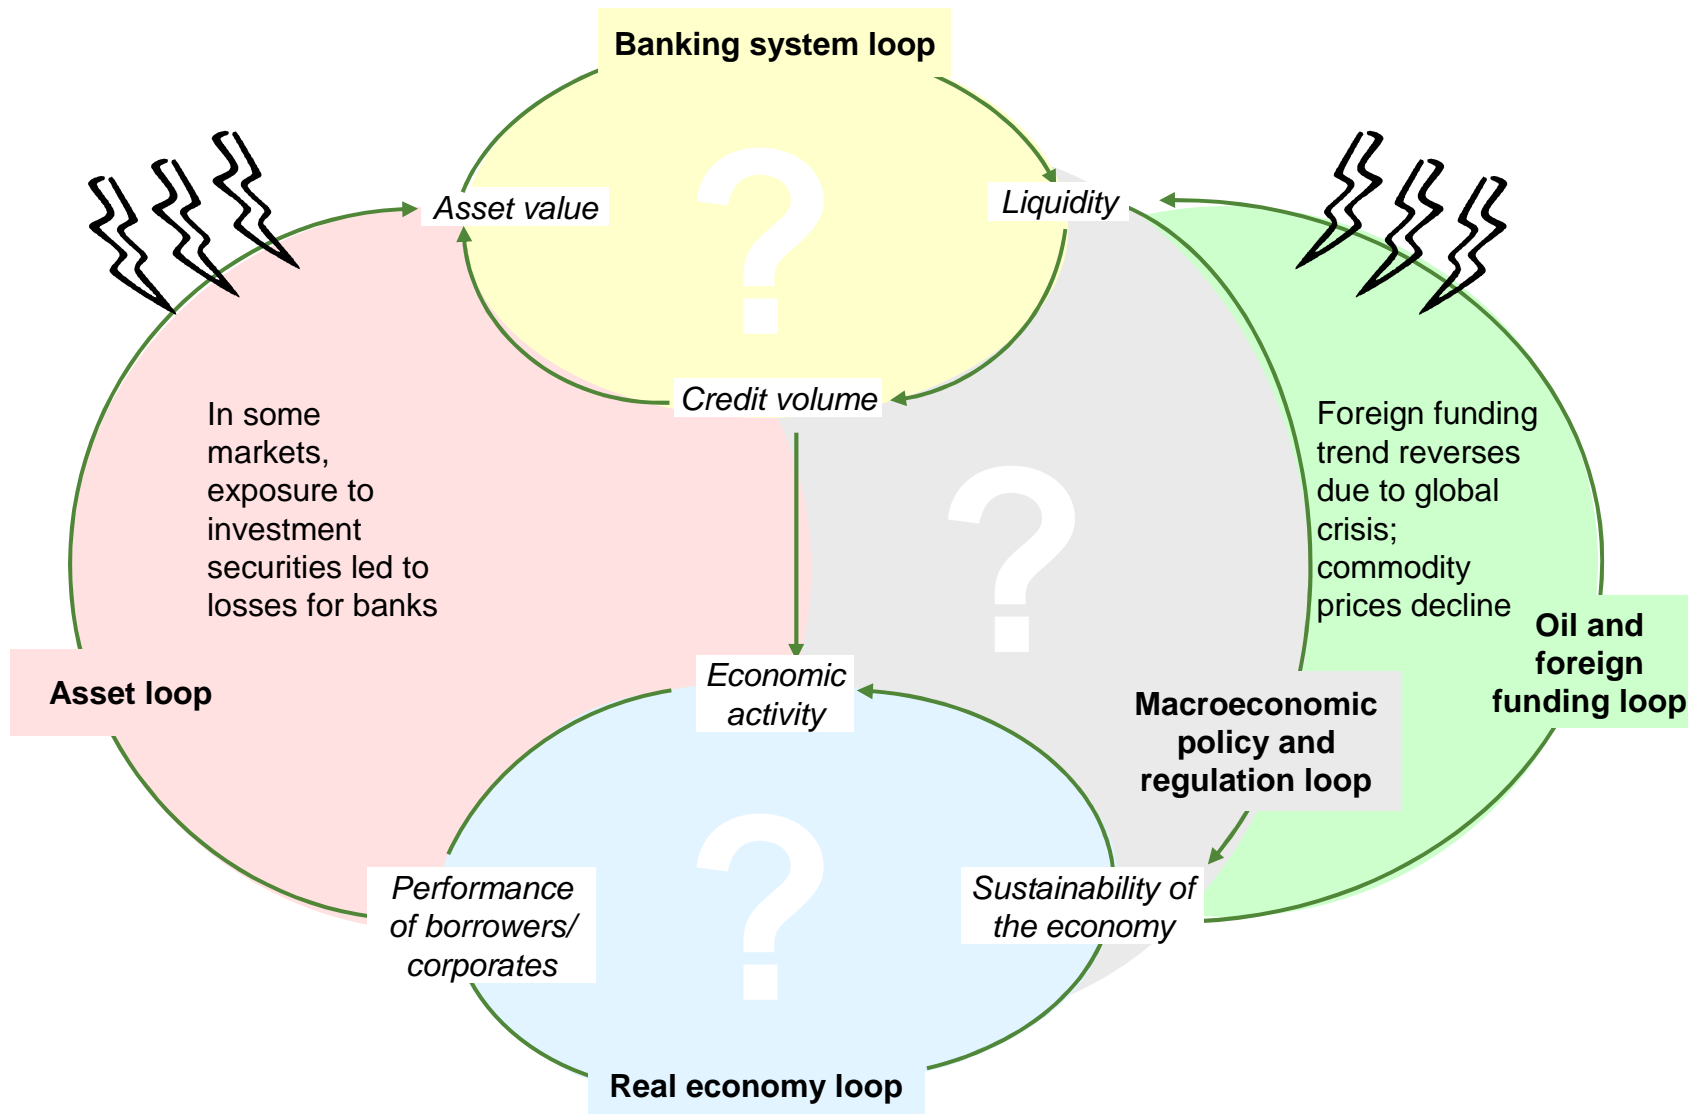 Banking system loop
Asset value
Liquidity
?
Credit volume
In some
markets,
exposure to
investment
securities led to
losses for banks
?
Foreign funding
trend reverses
due to global
crisis;
commodity
prices decline
Oil and
foreign
funding loop
Asset loop
Economic
activity
Macroeconomic
policy and
regulation loop
?
Performance
of borrowers/
corporates
Sustainability of
the economy
Real economy loop